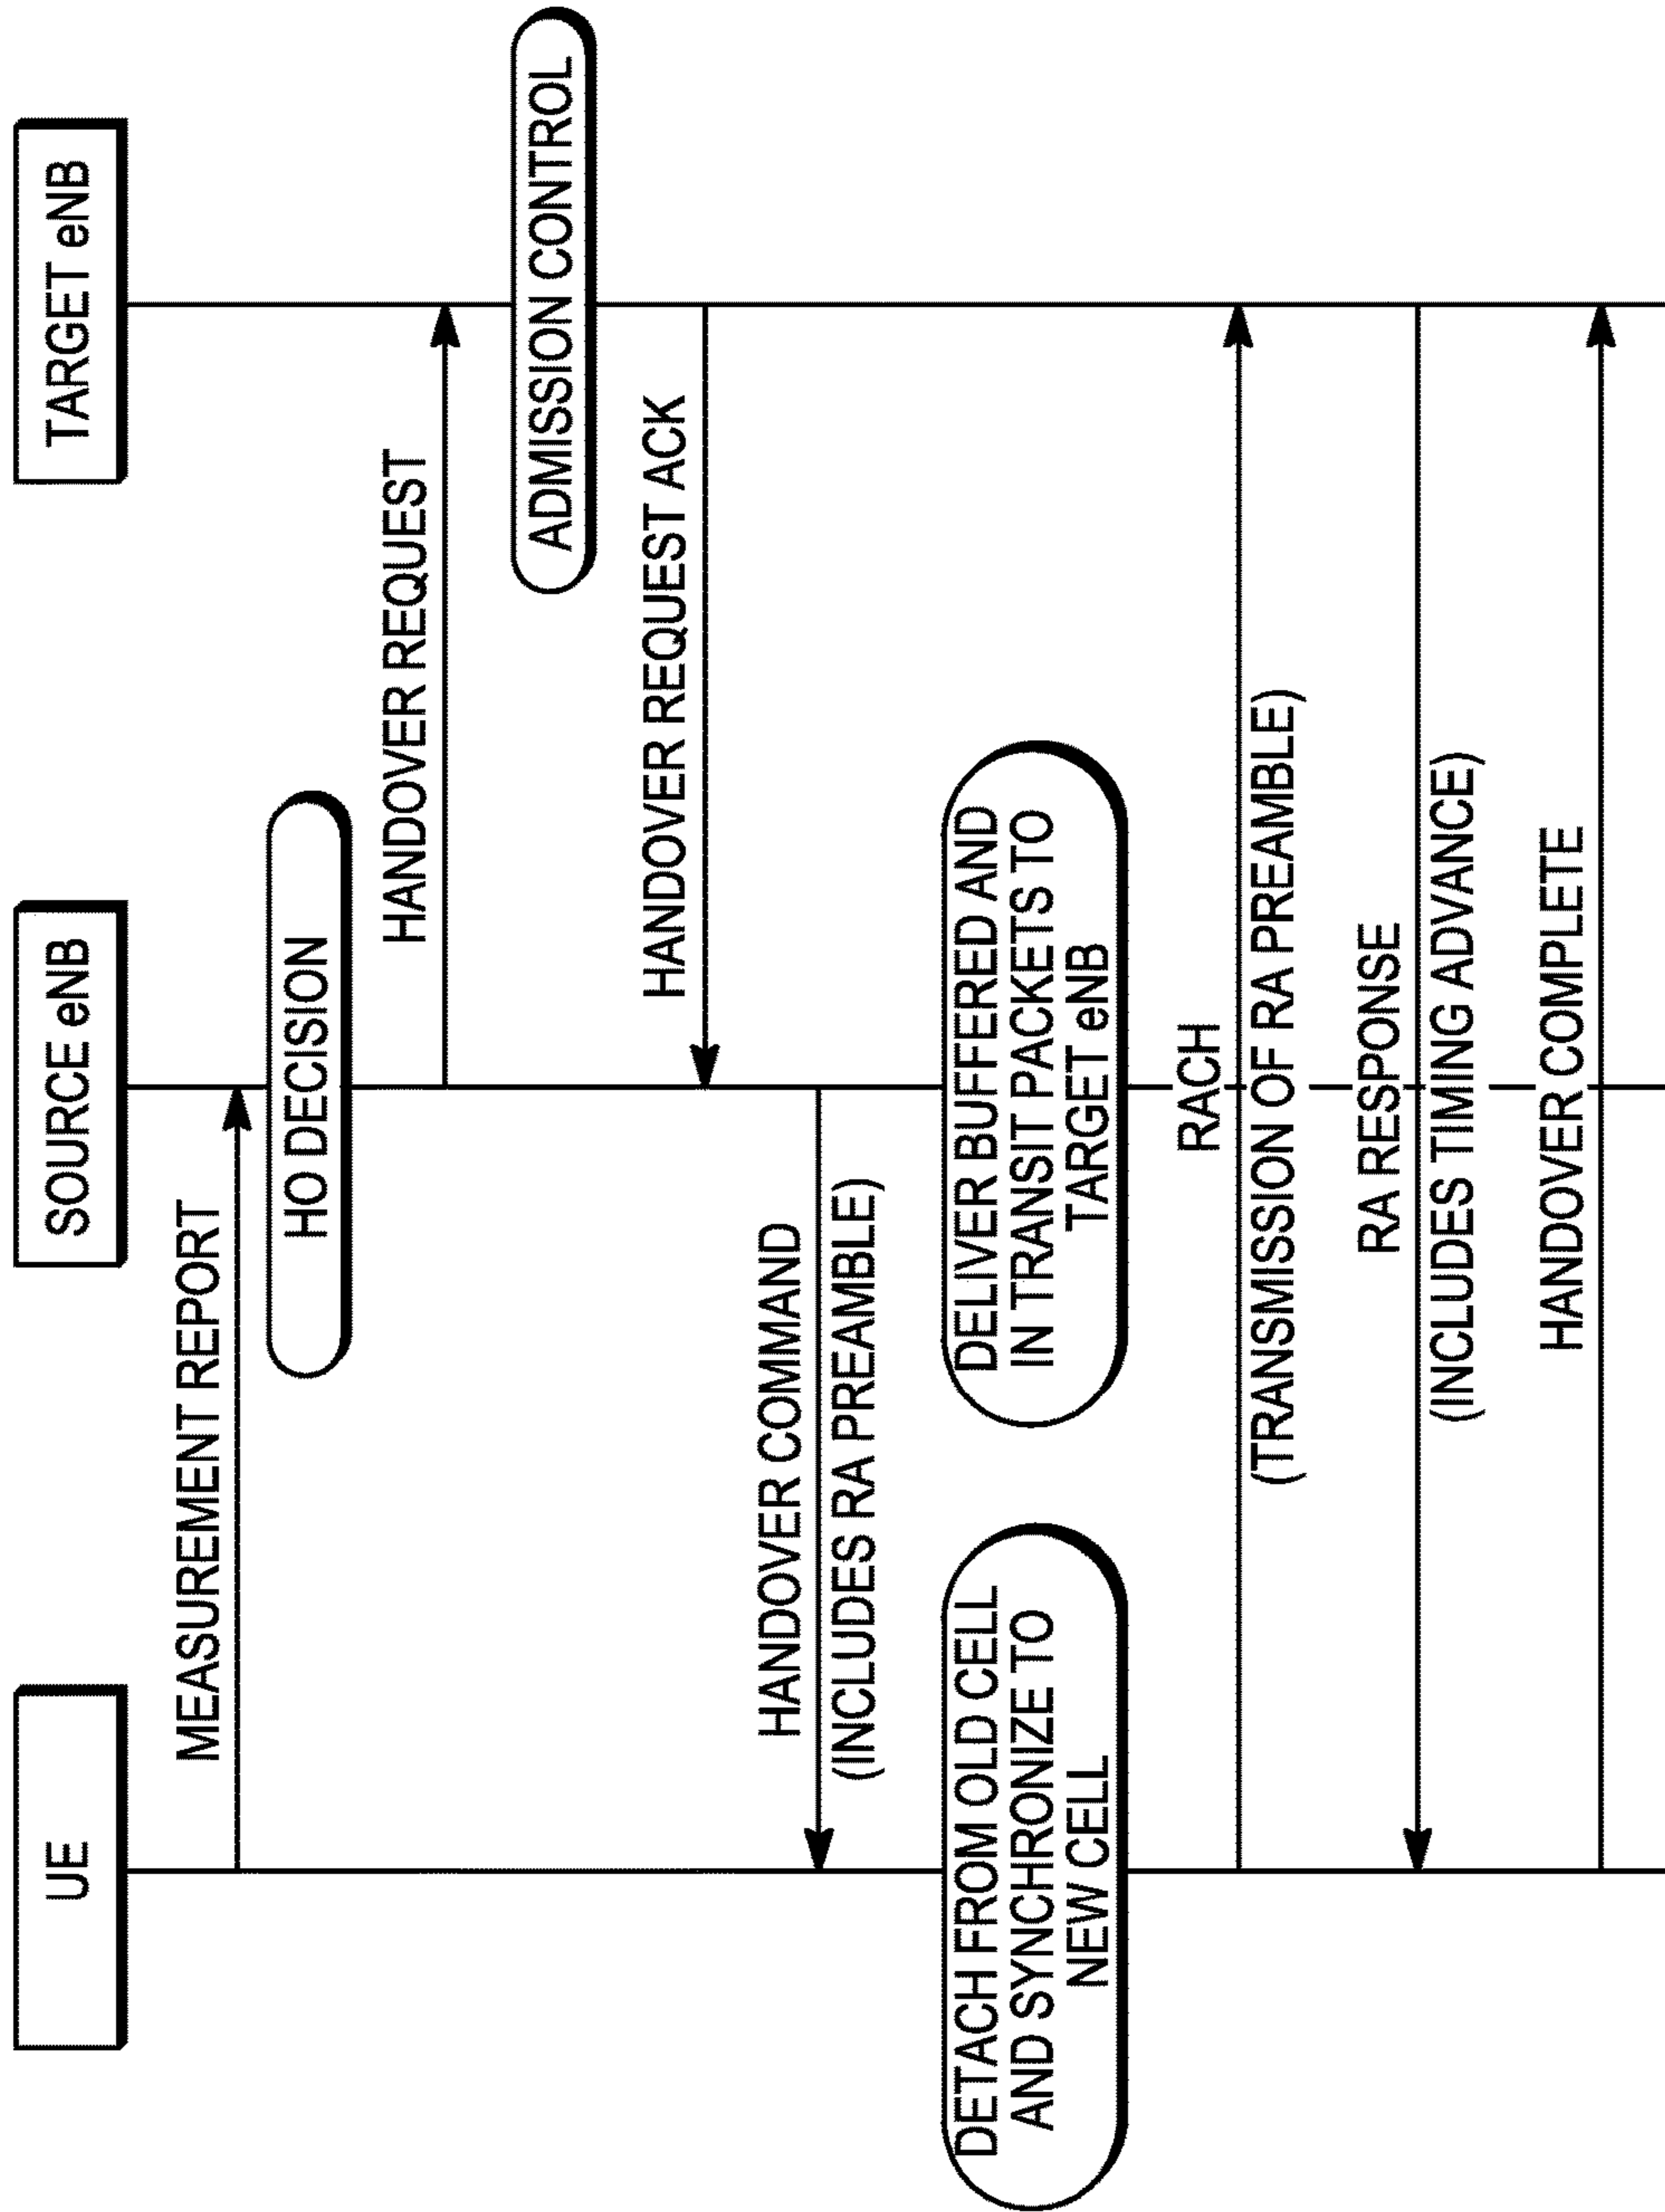 UE
SOURCE eNB
TARGET eNB
MEASUREMENT REPORT
HO DECISION
HANDOVER REQUEST
ADMISSION CONTROL
HANDOVER REQUEST ACK
HANDOVER COMMAND
(INCLUDES RA PREAMBLE)
DETACH FROM OLD CELL
AND SYNCHRONIZE TO
NEW CELL
DELIVER BUFFERED AND
IN TRANSIT PACKETS TO
TARGET eNB
RACH
(TRANSMISSION OF RA PREAMBLE)
RA RESPONSE
(INCLUDES TIMING ADVANCE)
HANDOVER COMPLETE